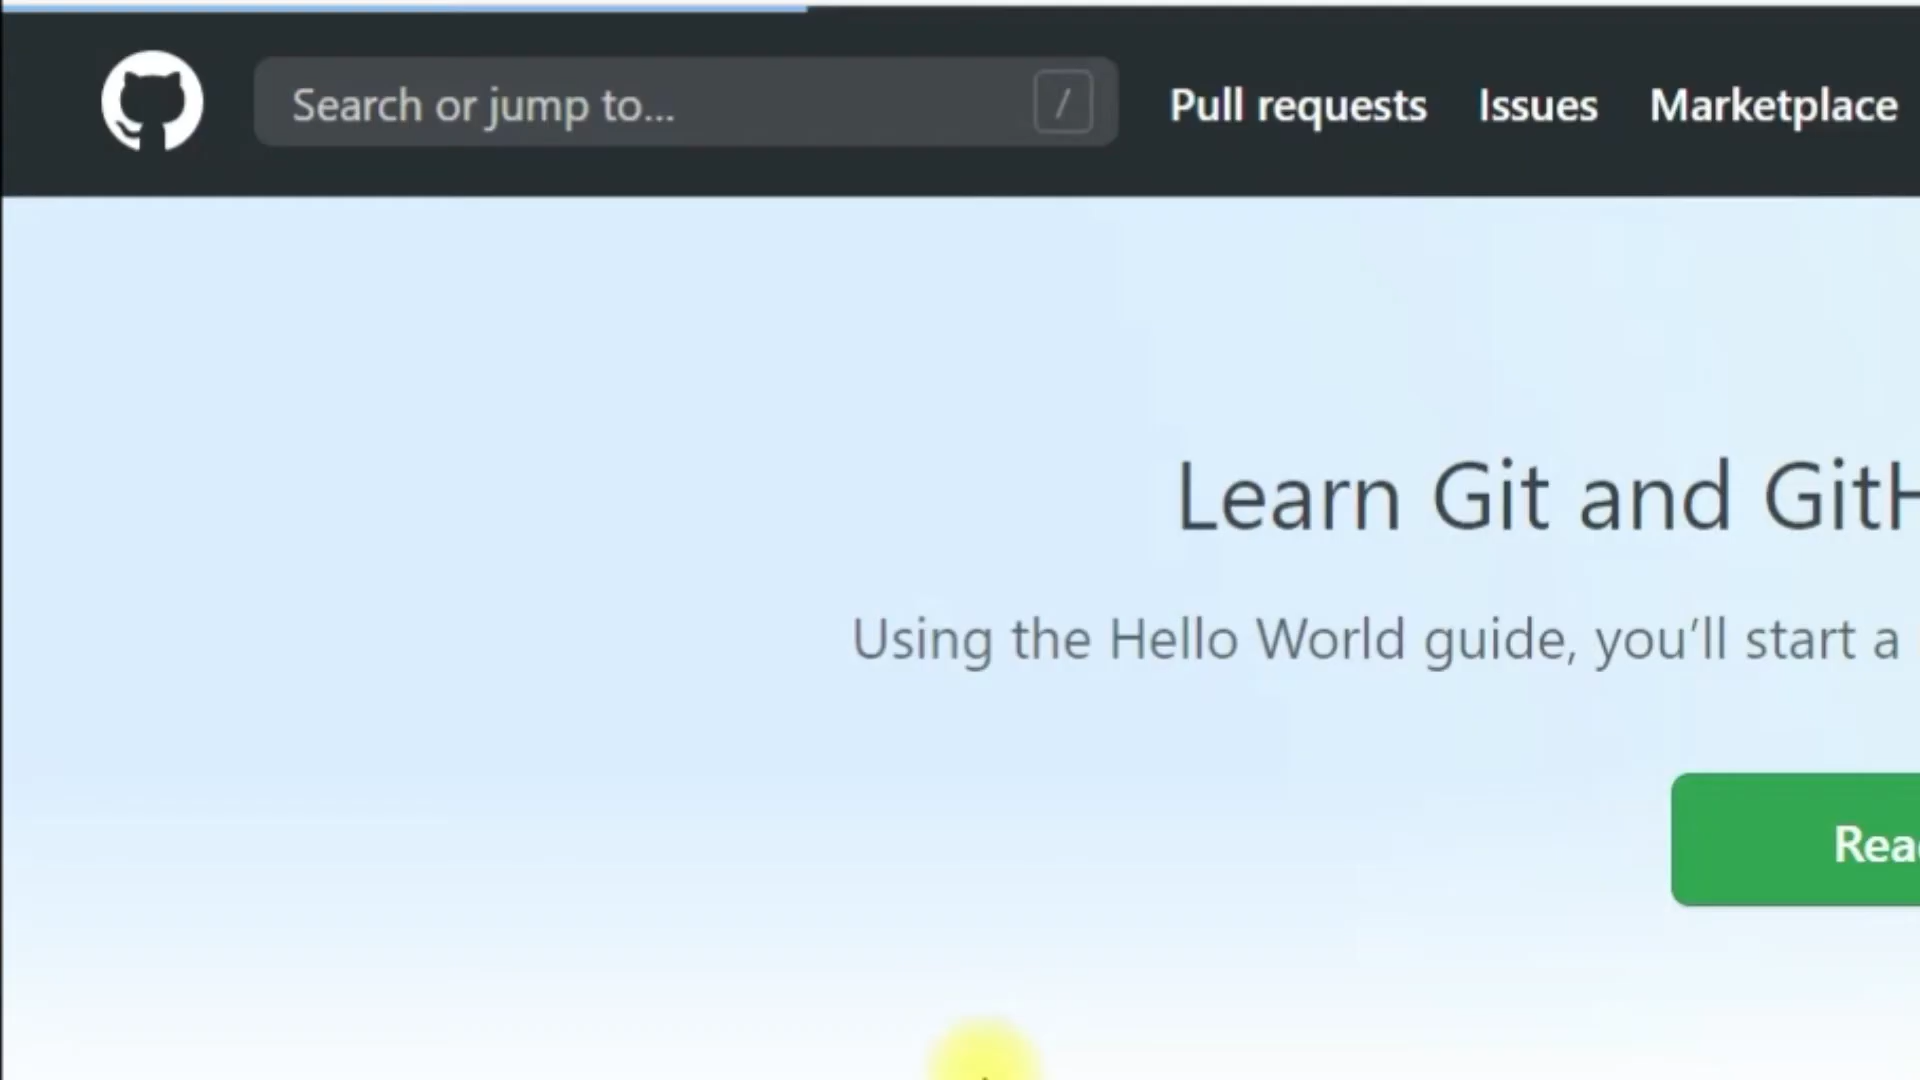 Search or jump to... /
Pull requests Issues Marketplace
Learn Git and GitH
Using the Hello World guide, you’ll start a
Rea